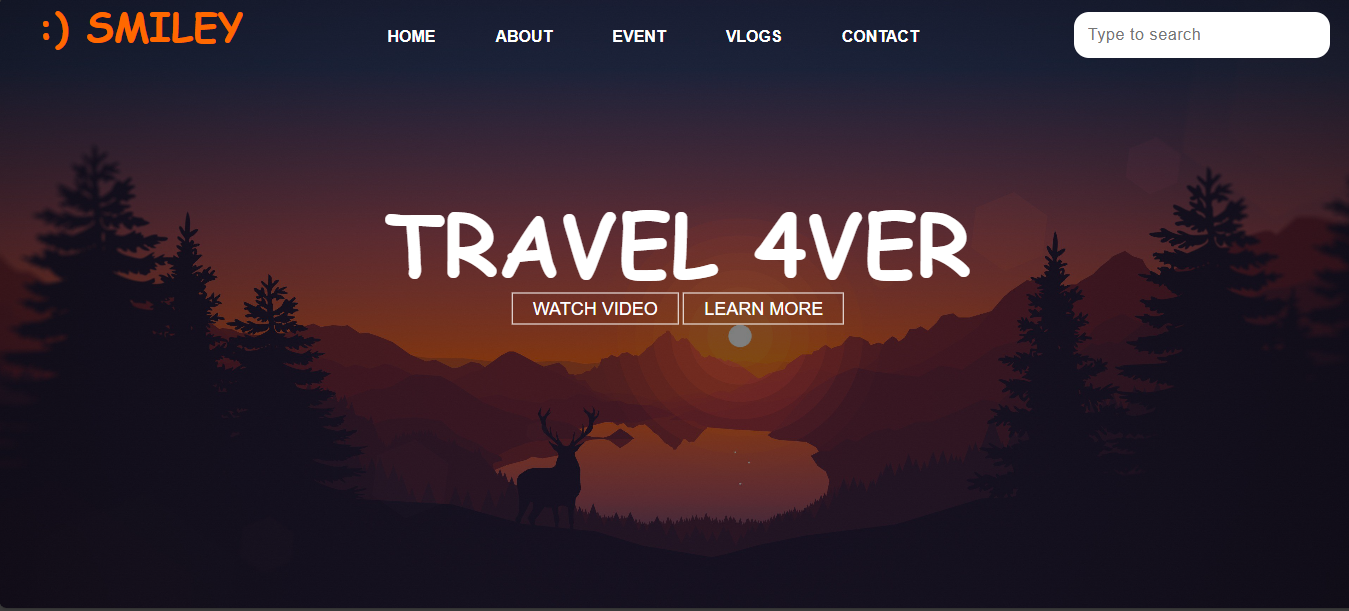 :) SMILEY
HOME ABOUT EVENT VLOGS CONTACT
Type to search
TRAVEL 4VER
WATCH VIDEO LEARN MORE